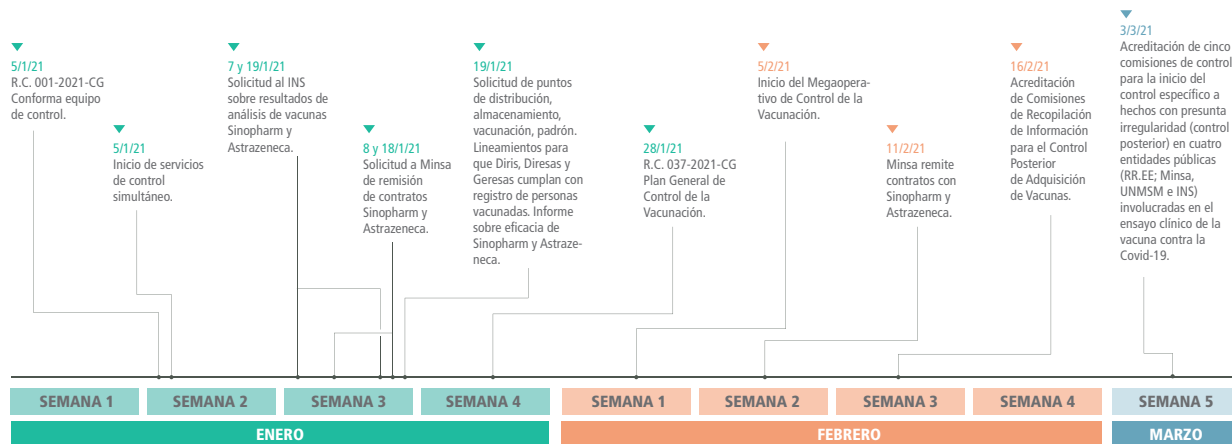 5/1/21
R.C. 001-2021-CG
Conforma equipo
de control.
5/1/21
Inicio de servicios
de control
simultáneo.
7 y 19/1/21
Solicitud al INS
sobre resultados de
análisis de vacunas
Sinopharm y
Astrazeneca.
8 y 18/1/21
Solicitud a Minsa
de remisión
de contratos
Sinopharm y
Astrazeneca.
19/1/21
Solicitud de puntos
de distribución,
almacenamiento,
vacunación, padrón.
Lineamientos para
que Diris, Diresas y
Geresas cumplan con
registro de personas
vacunadas. Informe
sobre eficacia de
Sinopharm y Astraze-
neca.
28/1/21
R.C. 037-2021-CG
Plan General de
Control de la
Vacunación.
5/2/21
Inicio del Megaopera-
tivo de Control de la
Vacunación.
11/2/21
Minsa remite
contratos con
Sinopharm y
Astrazeneca.
16/2/21
Acreditación
de Comisiones
de Recopilación
de Información
para el Control
Posterior
de Adquisición
de Vacunas.
3/3/21
Acreditación de cinco
comisiones de control
para la inicio del
control específico a
hechos con presunta
irregularidad (control
posterior) en cuatro
entidades públicas
(RR.EE; Minsa,
UNMSM e INS)
involucradas en el
ensayo clínico de la
vacuna contra la
Covid-19.
SEMANA 1
SEMANA 2
SEMANA 3
SEMANA 4
SEMANA 1
SEMANA 2
SEMANA 3
SEMANA 4
SEMANA 5
ENERO
FEBRERO
MARZO